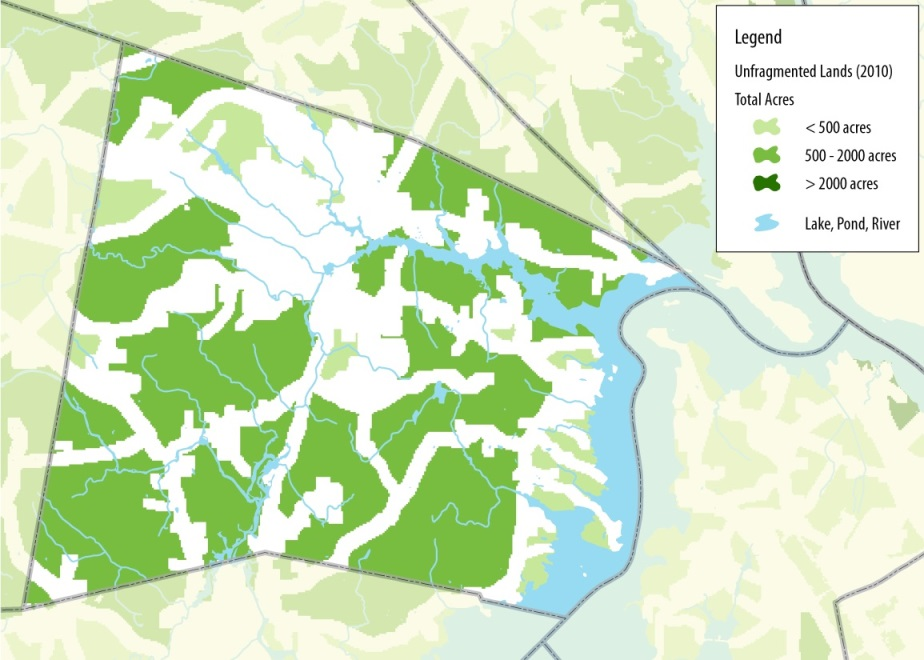 Legend
Unfragmented Lands (2010)
Total Acres
< 500 acres
500 - 2000 acres
> 2000 acres
Lake, Pond, River